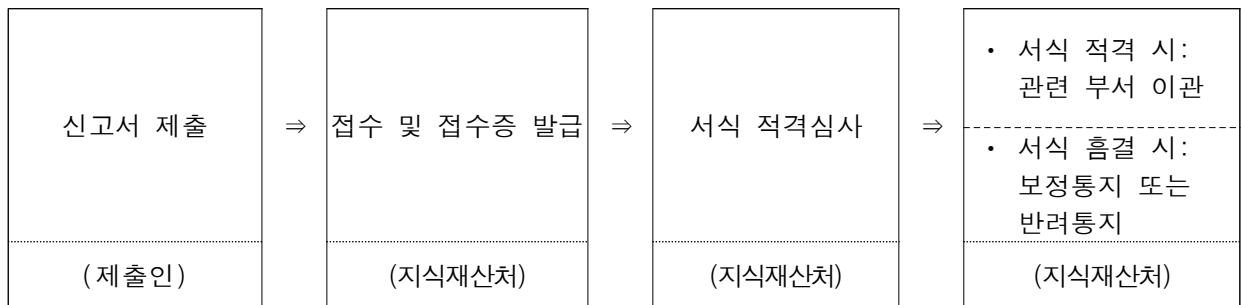 신고서 제출
⇒
접수 및 접수증 발급
⇒
서식 적격심사
⇒
• 서식 적격 시:
관련 부서 이관
• 서식 흠결 시:
보정통지 또는
반려통지
(제출인)
(지식재산처)
(지식재산처)
(지식재산처)